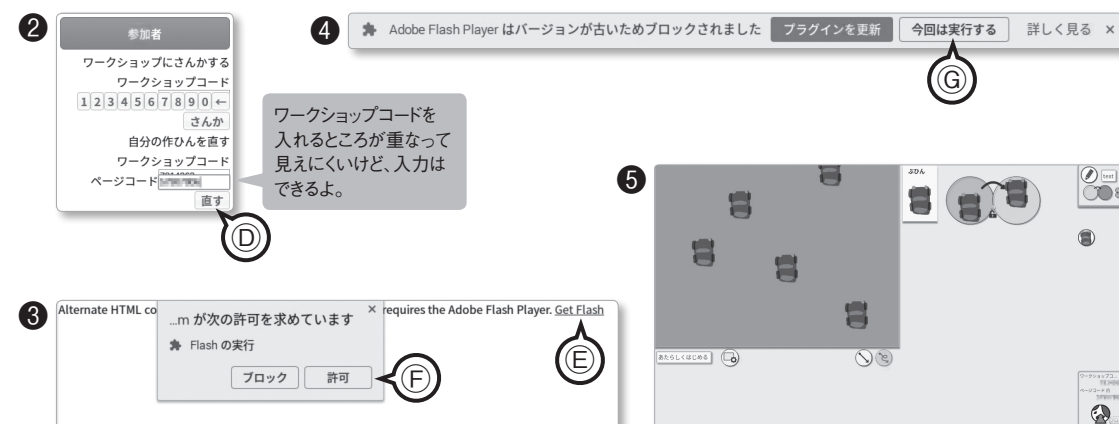 ❷
参加者
ワークショップにさんかする
ワークショップコード
1 2 3 4 5 6 7 8 9 0 ←
さんか
自分の作ひんを直す
ワークショップコード
ページコード
直す
Ⓓ
ワークショップコードを
入れるところが重なって
見えにくいけど、入力は
できるよ。
❸
Alternate HTML co
requires the Adobe Flash Player. Get Flash
...m が次の許可を求めています ×
Flash の実行
ブロック 許可
Ⓔ
Ⓕ
❹
Adobe Flash Player はバージョンが古いためブロックされました プラグインを更新 今回は実行する 詳しく見る ×
Ⓖ
❺
ぶひん
text
あたらしくはじめる
ワークショップコ...
ページコード の